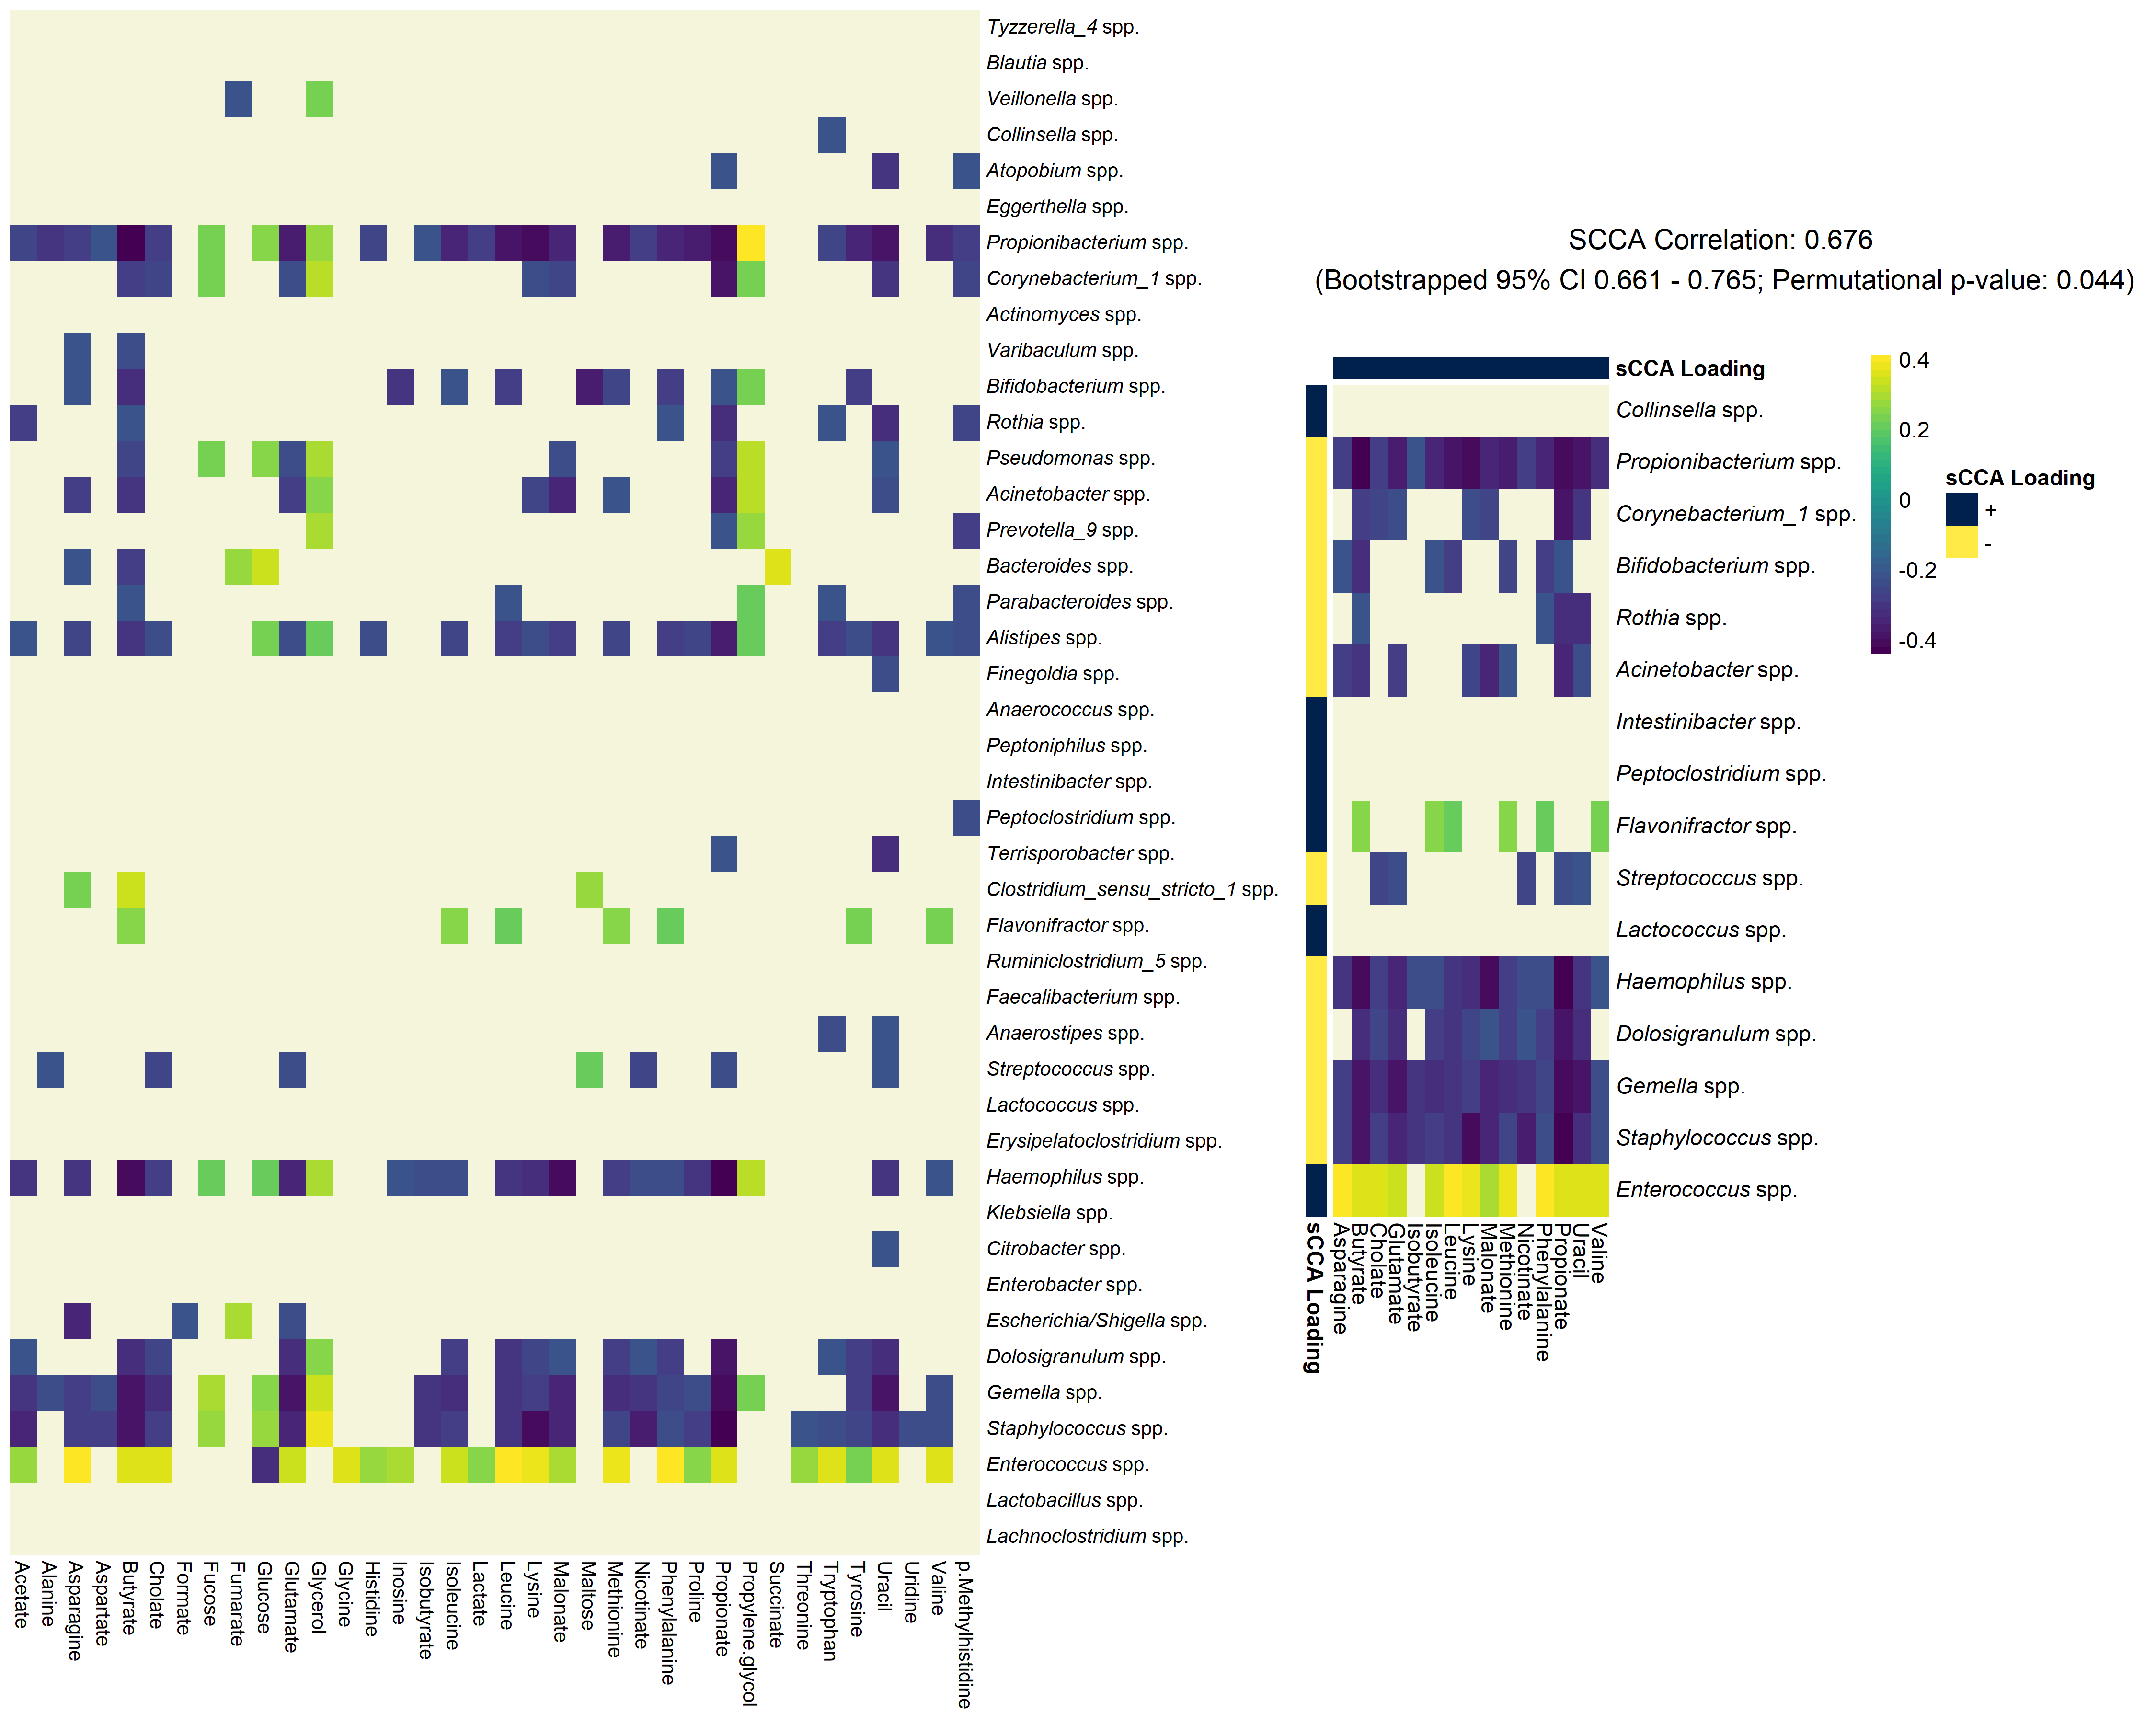 Tyzzerella_4 spp.
Blautia spp.
Veillonella spp.
Collinsella spp.
Atopobium spp.
Eggerthella spp.
Propionibacterium spp.
Corynebacterium_1 spp.
Actinomyces spp.
Varibaculum spp.
Bifidobacterium spp.
Rothia spp.
Pseudomonas spp.
Acinetobacter spp.
Prevotella_9 spp.
Bacteroides spp.
Parabacteroides spp.
Alistipes spp.
Finegoldia spp.
Anaerococcus spp.
Peptoniphilus spp.
Intestinibacter spp.
Peptoclostridium spp.
Terrisporobacter spp.
Clostridium_sensu_stricto_1 spp.
Flavonifractor spp.
Ruminiclostridium_5 spp.
Faecalibacterium spp.
Anaerostipes spp.
Streptococcus spp.
Lactococcus spp.
Erysipelatoclostridium spp.
Haemophilus spp.
Klebsiella spp.
Citrobacter spp.
Enterobacter spp.
Escherichia/Shigella spp.
Dolosigranulum spp.
Gemella spp.
Staphylococcus spp.
Enterococcus spp.
Lactobacillus spp.
Lachnoclostridium spp.
Acetate
Alanine
Asparagine
Aspartate
Butyrate
Cholate
Formate
Fucose
Fumarate
Glucose
Glutamate
Glycerol
Glycine
Histidine
Inosine
Isobutyrate
Isoleucine
Lactate
Leucine
Lysine
Malonate
Maltose
Methionine
Nicotinate
Phenylalanine
Proline
Propionate
Propylene.glycol
Succinate
Threonine
Tryptophan
Tyrosine
Uracil
Uridine
Valine
p.Methylhistidine
SCCA Correlation: 0.676
(Bootstrapped 95% CI 0.661 - 0.765; Permutational p-value: 0.044)
sCCA Loading
Collinsella spp.
Propionibacterium spp.
Corynebacterium_1 spp.
Bifidobacterium spp.
Rothia spp.
Acinetobacter spp.
Intestinibacter spp.
Peptoclostridium spp.
Flavonifractor spp.
Streptococcus spp.
Lactococcus spp.
Haemophilus spp.
Dolosigranulum spp.
Gemella spp.
Staphylococcus spp.
Enterococcus spp.
sCCA Loading
Asparagine
Butyrate
Cholate
Glutamate
Isobutyrate
Isoleucine
Leucine
Lysine
Malonate
Methionine
Nicotinate
Phenylalanine
Propionate
Uracil
Valine
0.4
0.2
0
-0.2
-0.4
sCCA Loading
+
-